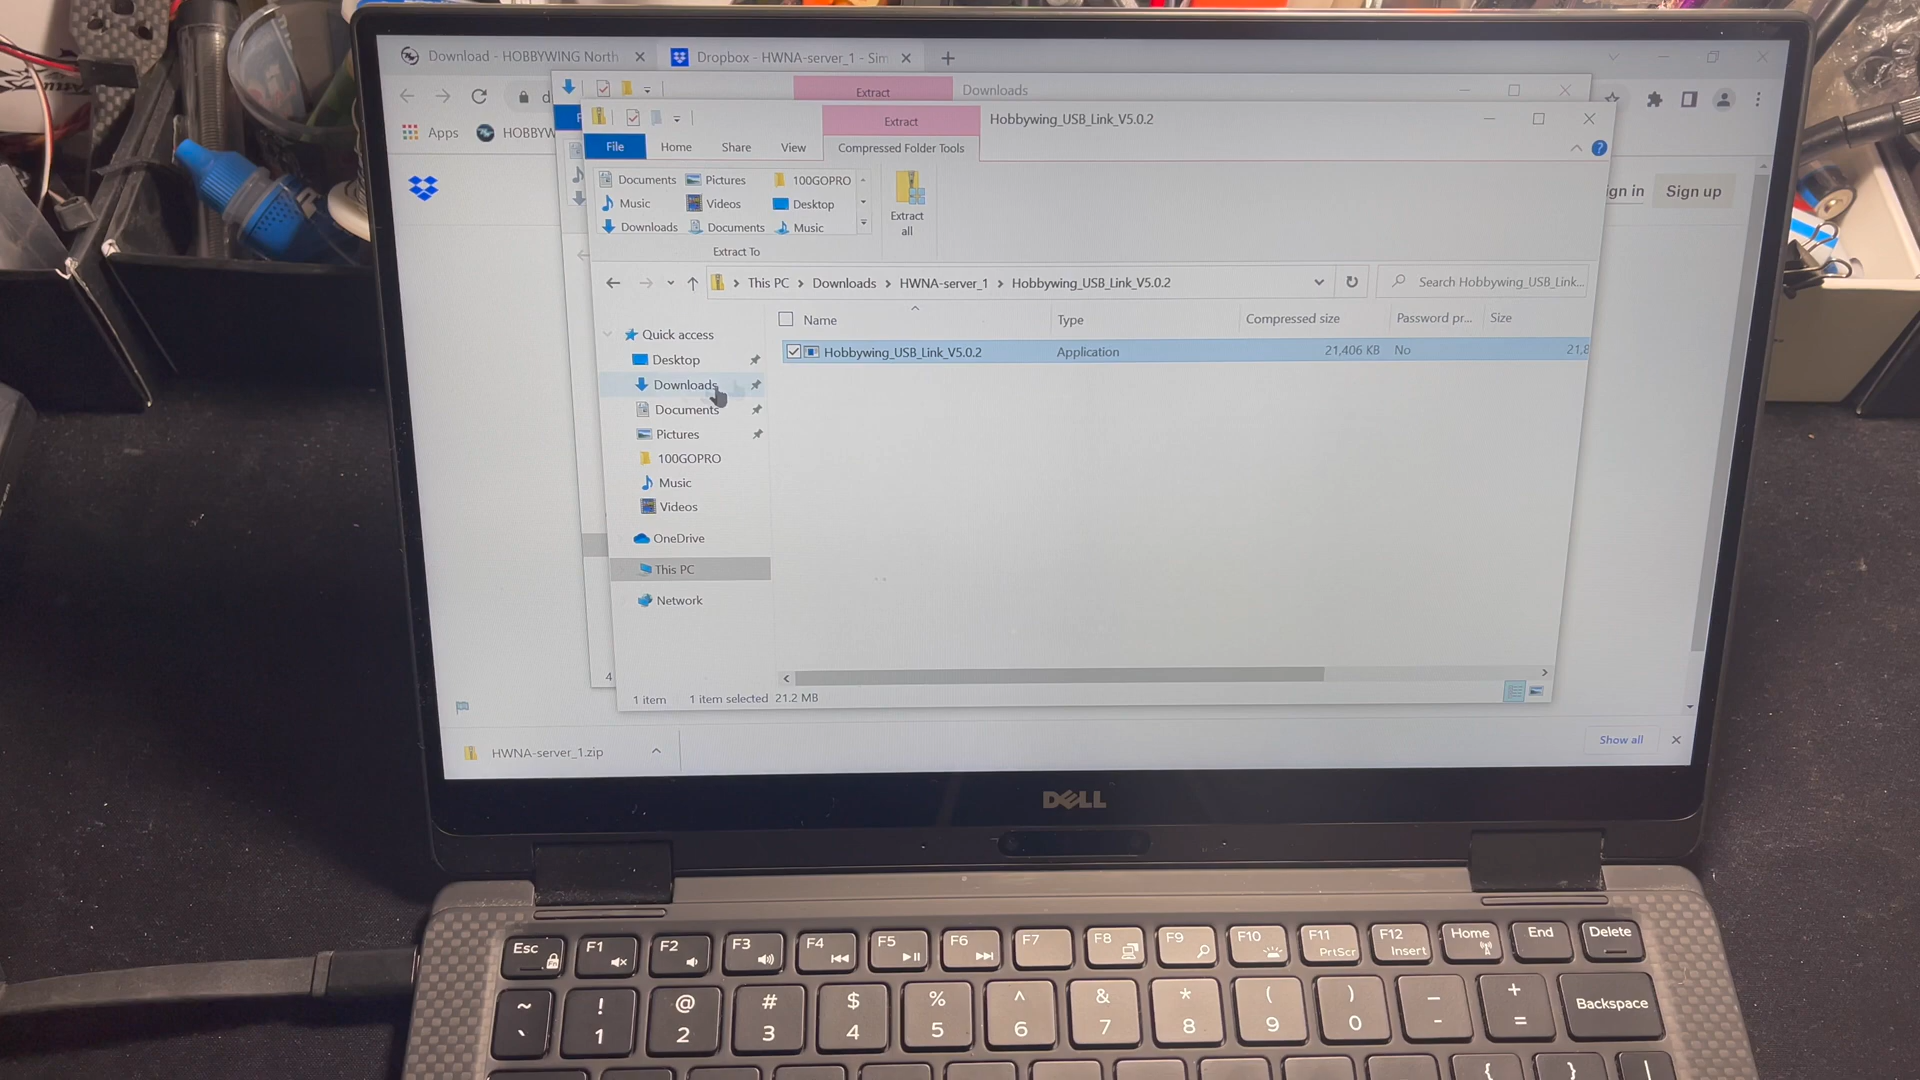 Download - HOBBYWING North
Dropbox - HWNA-server_1 - Sim
Extract Downloads
Extract Hobbywing_USB_Link_V5.0.2
Apps HOBBYW
File Home Share View Compressed Folder Tools
Documents Pictures 100GOPRO
Music Videos Desktop
Downloads Documents Music
Extract all
Extract To
gn in Sign up
This PC > Downloads > HWNA-server_1 > Hobbywing_USB_Link_V5.0.2
Search Hobbywing_USB_Link...
Name Type Compressed size Password pr... Size
Hobbywing_USB_Link_V5.0.2 Application 21,406 KB No 21,8
Quick access
Desktop
Downloads
Documents
Pictures
100GOPRO
Music
Videos
OneDrive
This PC
Network
4
1 item 1 item selected 21.2 MB
HWNA-server_1.zip
Show all
DELL
Esc Fn F1 F2 F3 F4 F5 F6 F7 F8 F9 F10 F11 PrtScr F12 Insert Home End Delete
~ ` ! 1 @ 2 # 3 $ 4 % 5 ^ 6 & 7 * 8 ( 9 ) 0 _ - + = Backspace
{ } |